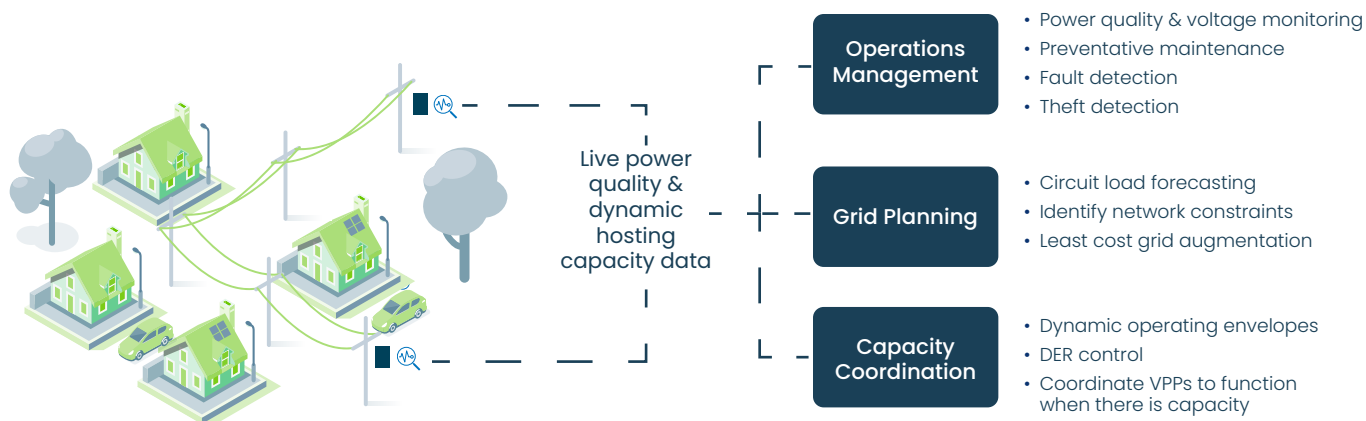 Live power
quality &
dynamic
hosting
capacity data
Operations
Management
• Power quality & voltage monitoring
• Preventative maintenance
• Fault detection
• Theft detection
Grid Planning
• Circuit load forecasting
• Identify network constraints
• Least cost grid augmentation
Capacity
Coordination
• Dynamic operating envelopes
• DER control
• Coordinate VPPs to function
when there is capacity